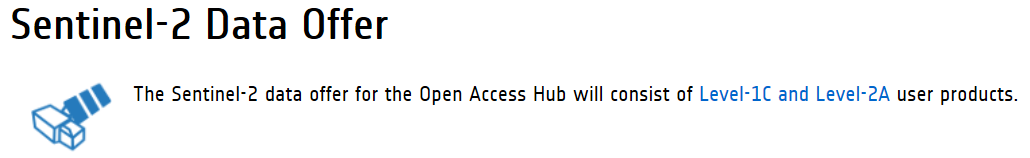 Sentinel-2 Data Offer
The Sentinel-2 data offer for the Open Access Hub will consist of Level-1C and Level-2A user products.